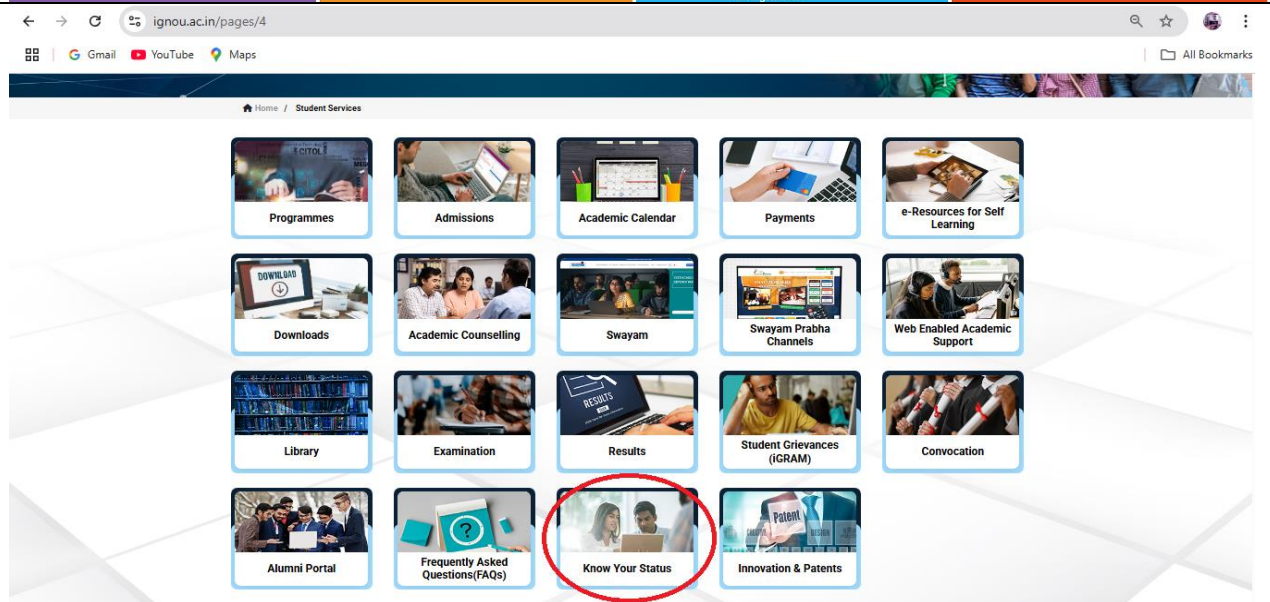 ignou.ac.in/pages/4
Gmail YouTube Maps All Bookmarks
Home / Student Services
Programmes
Admissions
Academic Calendar
Payments
e-Resources for Self
Learning
DOWNLOAD
Downloads
Academic Counselling
Swayam
Swayam Prabha
Channels
Web Enabled Academic
Support
Library
Examination
RESULTS
Results
Student Grievances
(iGRAM)
Convocation
Alumni Portal
?
Frequently Asked
Questions(FAQs)
Know Your Status
Patent
DESIGN
Innovation & Patents